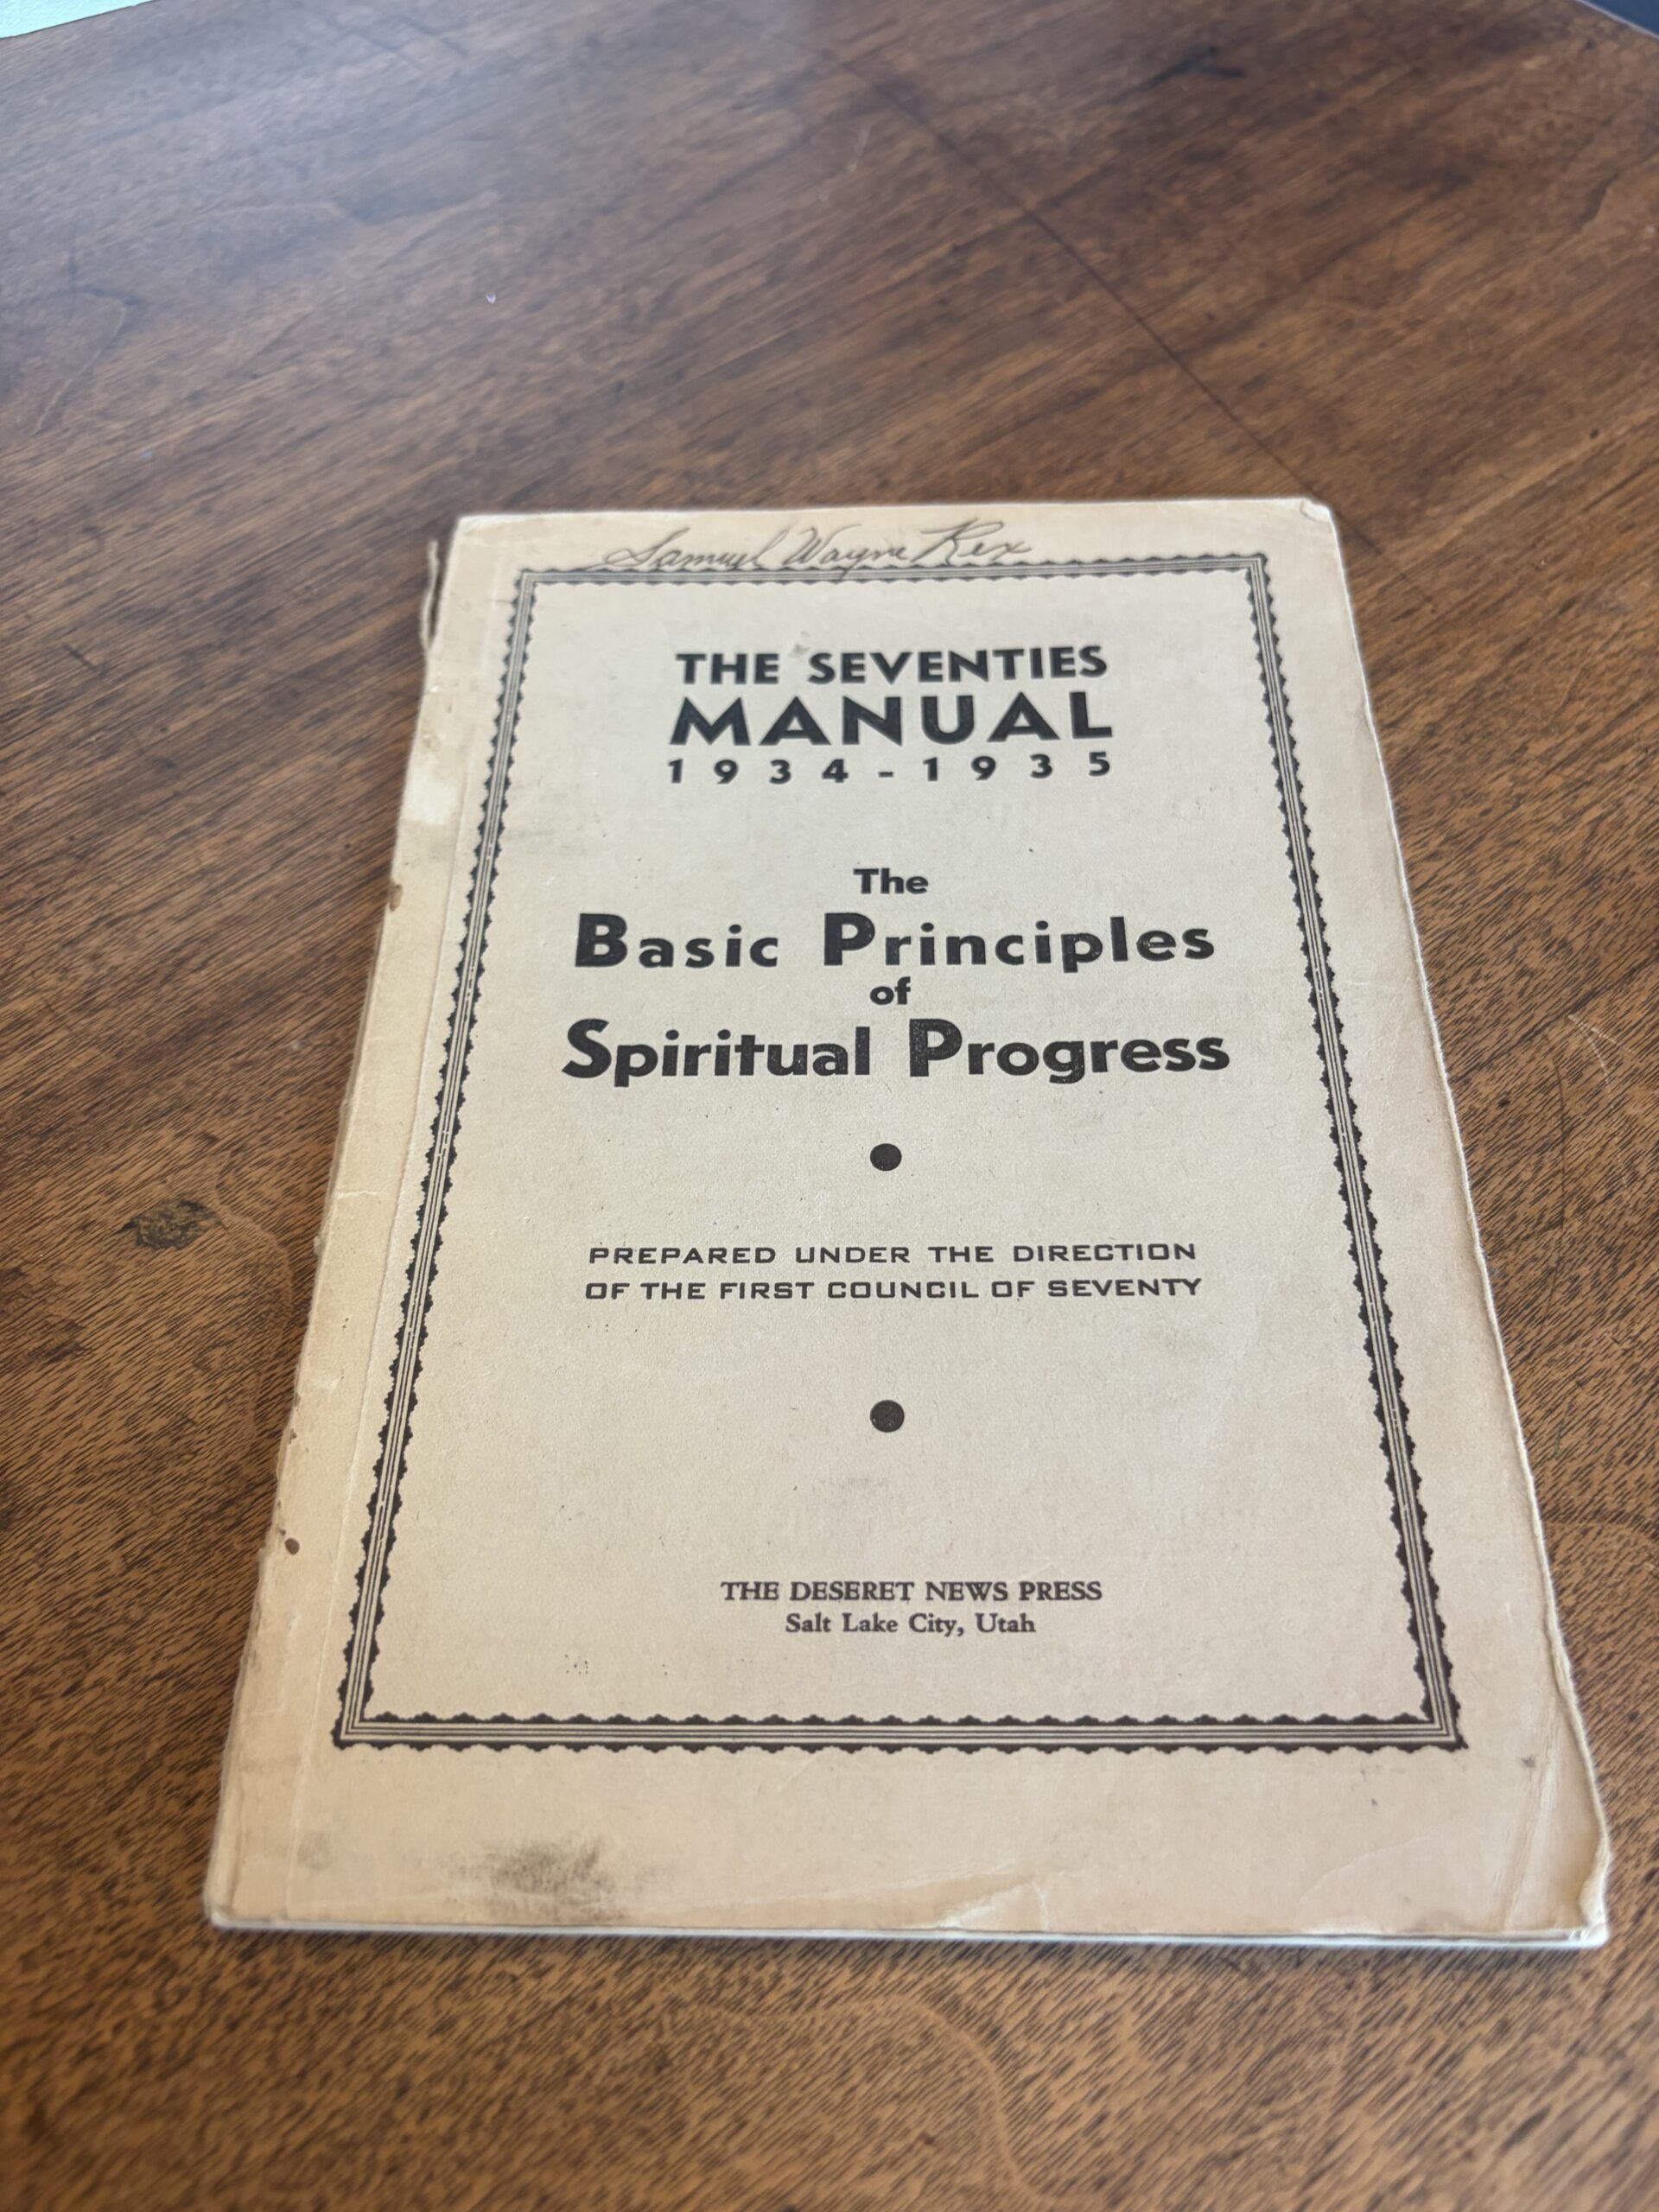 Samuel Wayne Rex
THE SEVENTIES
MANUAL
1934-1935
The
Basic Principles
of
Spiritual Progress
PREPARED UNDER THE DIRECTION
OF THE FIRST COUNCIL OF SEVENTY
THE DESERET NEWS PRESS
Salt Lake City, Utah